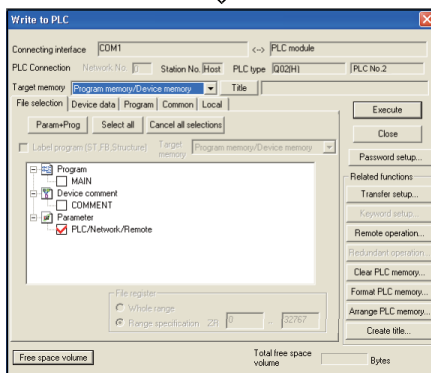 Write to PLC
Connecting interface COM1 <--> PLC module
PLC Connection Network No. 0 Station No. Host PLC type Q02(H) PLC No.2
Target memory Program memory/Device memory Title
File selection Device data Program Common Local
Param+Prog Select all Cancel all selections
Label program (ST,FB,Structure) Target memory Program memory/Device memory
Program
MAIN
Device comment
COMMENT
Parameter
PLC/Network/Remote
File register
Whole range
Range specification ZR 0 - 32767
Free space volume
Total free space volume Bytes
Execute
Close
Password setup...
Related functions
Transfer setup...
Keyword setup...
Remote operation...
Redundant operation...
Clear PLC memory...
Format PLC memory...
Arrange PLC memory...
Create title...